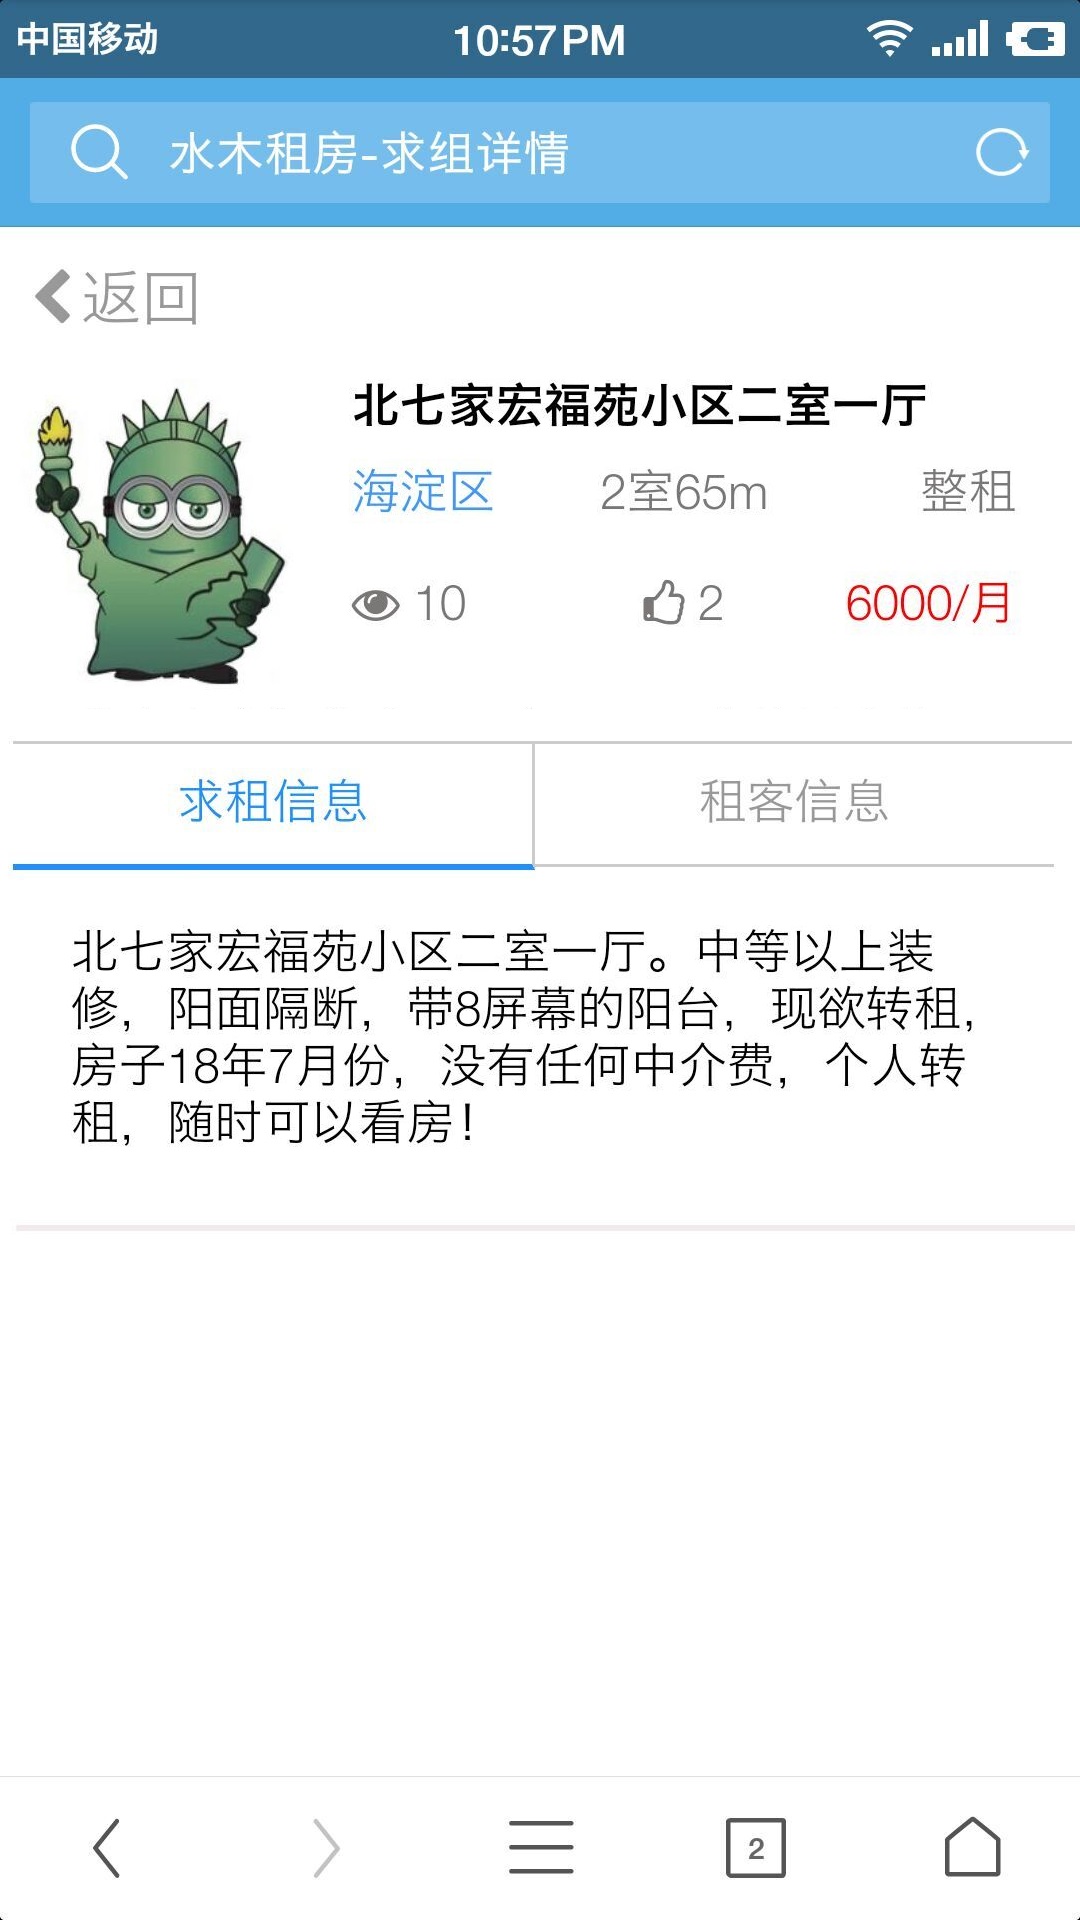 中国移动
10:57PM
水木租房-求组详情
返回
北七家宏福苑小区二室一厅
海淀区 2室65m 整租
10 2 6000/月
求租信息 租客信息
北七家宏福苑小区二室一厅。中等以上装
修，阳面隔断，带8屏幕的阳台，现欲转租，
房子18年7月份，没有任何中介费，个人转
租，随时可以看房！
2